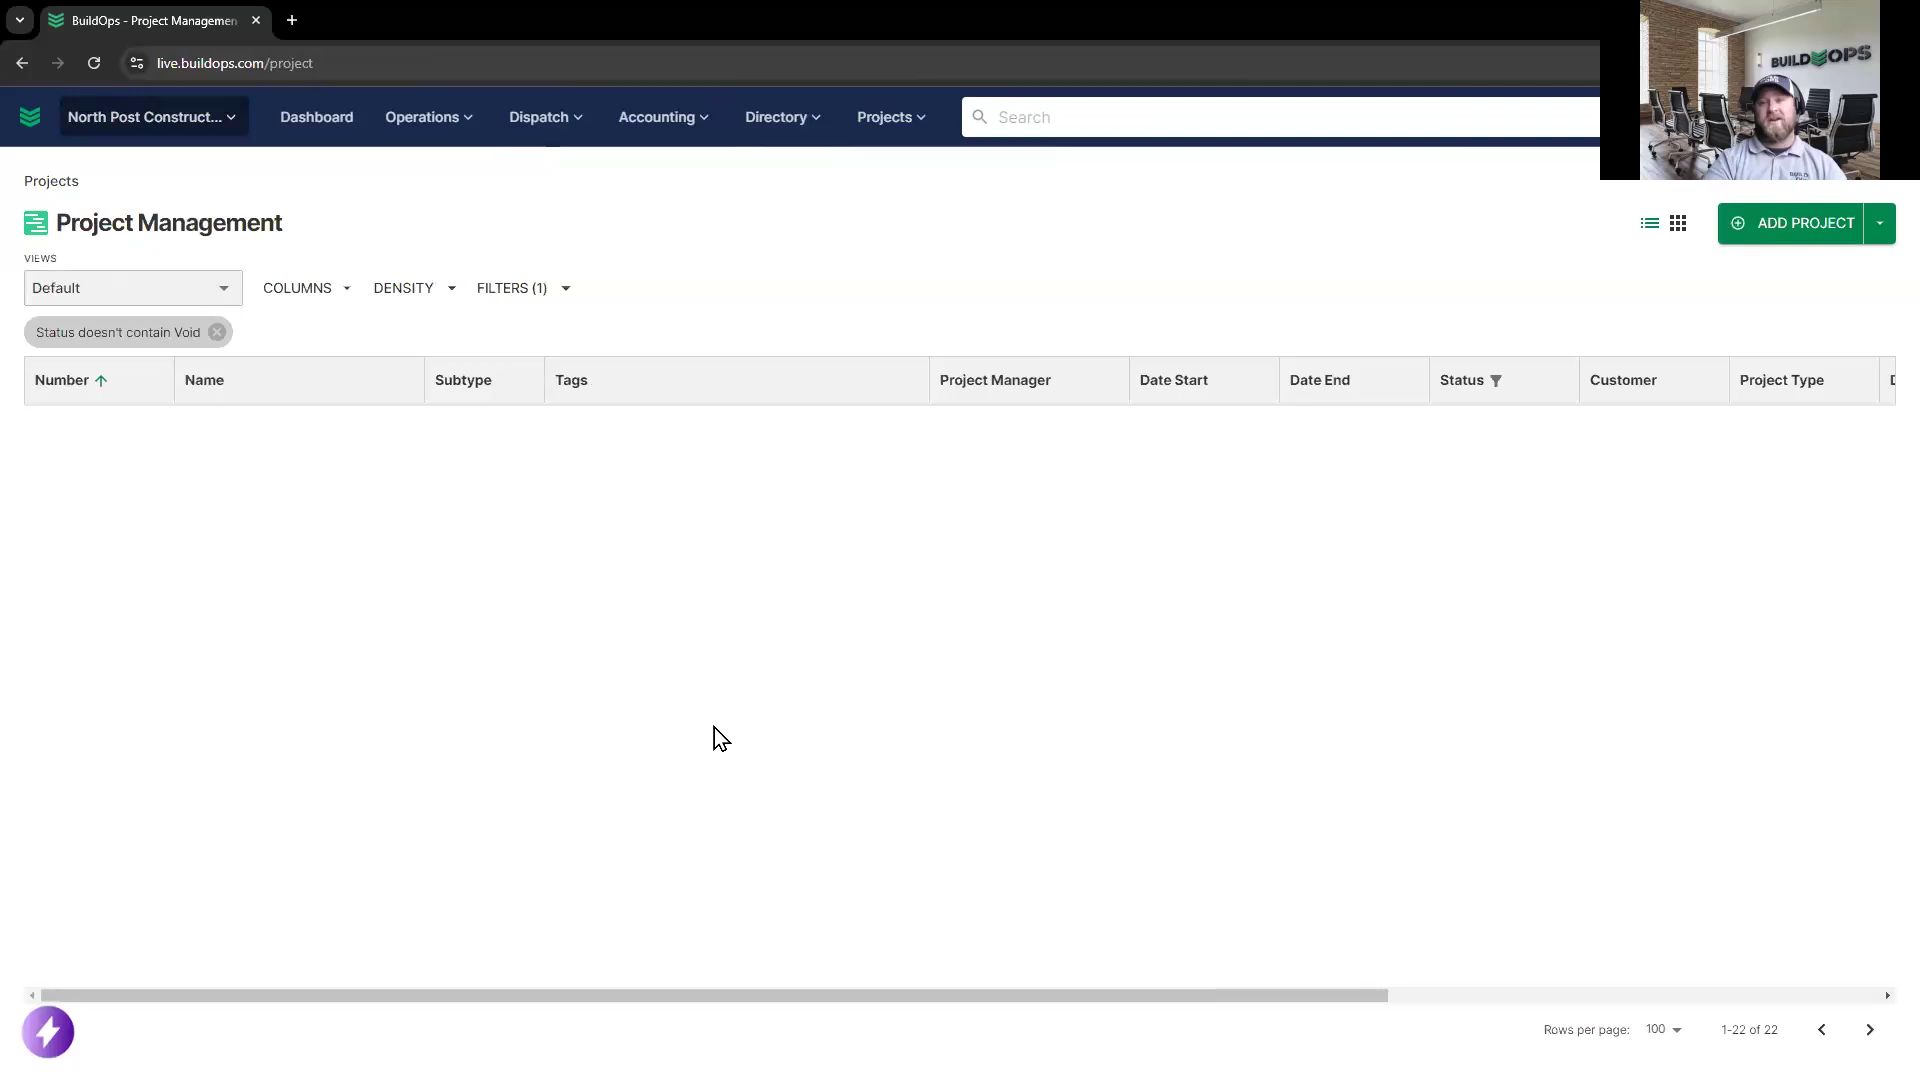 BuildOps - Project Managemen
live.buildops.com/project
BUILD OPS
North Post Construct...
Dashboard
Operations
Dispatch
Accounting
Directory
Projects
Search
Projects
Project Management
ADD PROJECT
VIEWS
Default
COLUMNS
DENSITY
FILTERS (1)
Status doesn't contain Void
Number
Name
Subtype
Tags
Project Manager
Date Start
Date End
Status
Customer
Project Type
Rows per page:
100
1-22 of 22